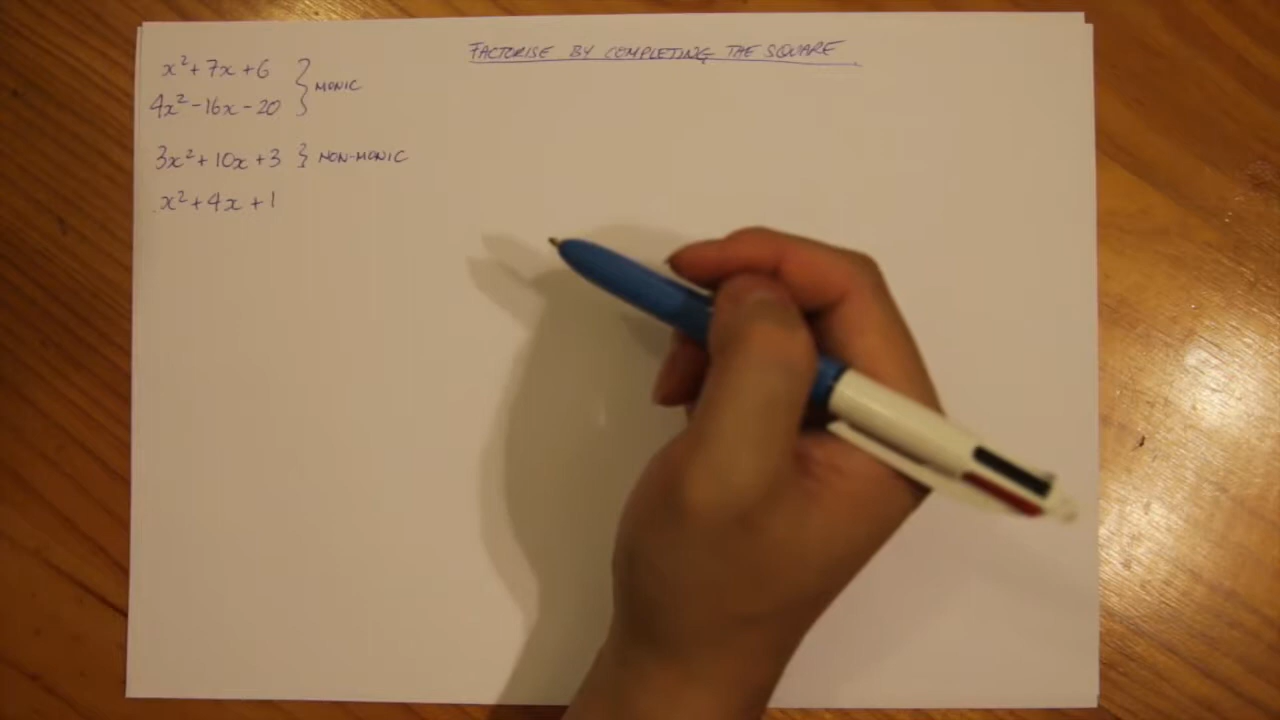 FACTORISE BY COMPLETING THE SQUARE
x²+7x+6 } MONIC
4x²-16x-20
3x²+10x+3 } NON-MONIC
x²+4x+1